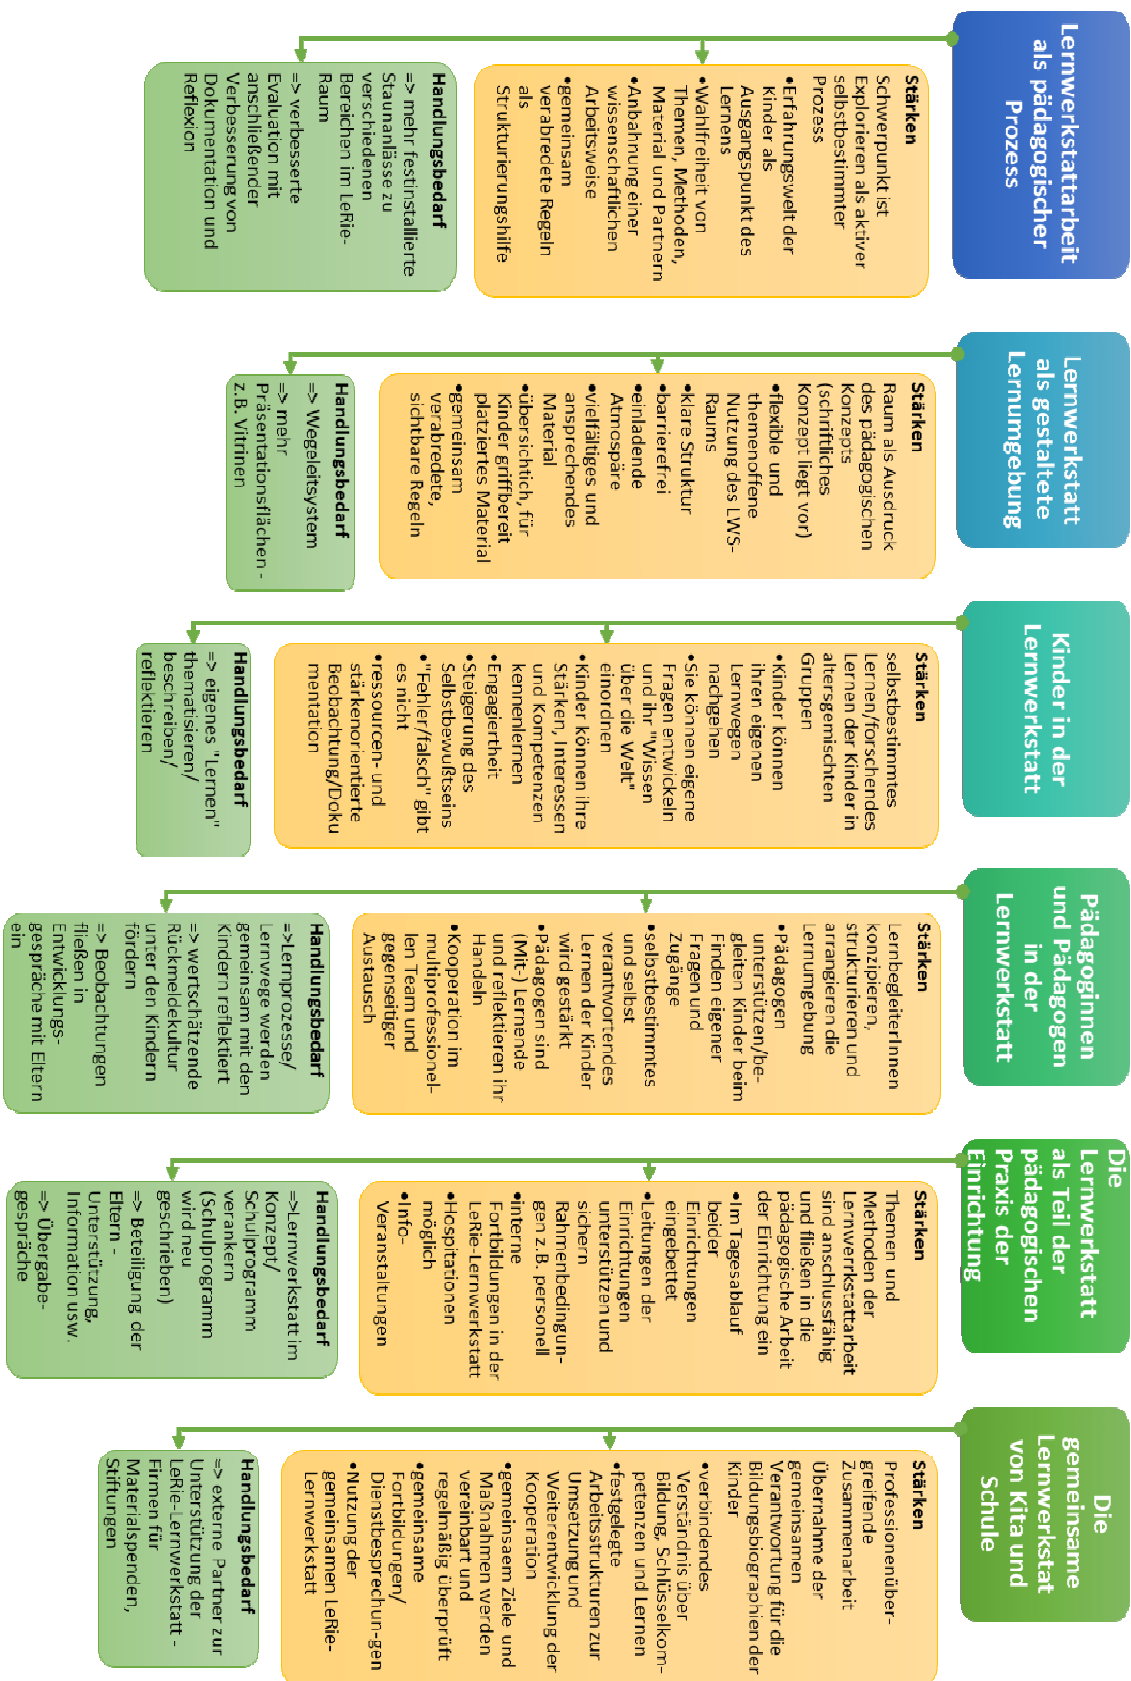 Lernwerkstattarbeit
als pädagogischer
Prozess
Stärken
Schwerpunkt ist
Explorieren als aktiver
selbstbestimmter
Prozess
•Erfahrungswelt der
Kinder als
Ausgangspunkt des
Lernens
•Wahlfreiheit von
Themen, Methoden,
Material und Partnern
•Anbahnung einer
wissenschaftlichen
Arbeitsweise
•gemeinsam
verabredete Regeln
als
Strukturierungshilfe
Handlungsbedarf
=> mehr festinstallierte
Staunanlässe zu
verschiedenen
Bereichen im LeRie-
Raum
=> verbesserte
Evaluation mit
anschließender
Verbesserung von
Dokumentation und
Reflexion
Lernwerkstatt
als gestaltete
Lernumgebung
Stärken
Raum als Ausdruck
des pädagogischen
Konzepts
(schriftliches
Konzept liegt vor)
•flexible und
themenoffene
Nutzung des LWS-
Raums
•klare Struktur
•barrierefrei
•einladende
Atmospäre
•vielfältiges und
ansprechendes
Material
•übersichtich, für
Kinder griffbereit
platziertes Material
•gemeinsam
verabredete,
sichtbare Regeln
Handlungsbedarf
=> Wegeleitsystem
=> mehr
Präsentationsflächen -
z.B. Vitrinen
Kinder in der
Lernwerkstatt
Stärken
selbstbestimmtes
Lernen/forschendes
Lernen der Kinder in
altersgemischten
Gruppen
•Kinder können
ihren eigenen
Lernwegen
nachgehen
•Sie können eigene
Fragen entwickeln
und ihr "Wissen
über die Welt"
einordnen
•Kinder können ihre
Stärken, Interessen
und Kompetenzen
kennenlernen
•Engagiertheit
•Steigerung des
Selbstbewußtseins
•"Fehler/falsch" gibt
es nicht
•ressourcen- und
stärkenorientierte
Beobachtung/Doku
mentation
Handlungsbedarf
=> eigenes "Lernen"
thematisieren/
beschreiben/
reflektieren
Pädagoginnen
und Pädagogen
in der
Lernwerkstatt
Stärken
LernbegleiterInnen
konzipieren,
strukturieren und
arrangieren die
Lernumgebung
•Pädagogen
unterstützen/be-
gleiten Kinder beim
Finden eigener
Fragen und
Zugänge
•selbstbestimmtes
und selbst
verantwortendes
Lernen der Kinder
wird gestärkt
•Pädagogen sind
(Mit-) Lernende
und reflektieren ihr
Handeln
•Kooperation im
multiprofessionel-
len Team und
gegenseitiger
Austausch
Handlungsbedarf
=>Lernprozesse/
Lernwege werden
gemeinsam mit den
Kindern reflektiert
=> wertschätzende
Rückmeldekultur
unter den Kindern
fördern
=> Beobachtungen
fließen in
Entwicklungs-
gespräche mit Eltern
ein
Die
Lernwerkstatt
als Teil der
pädagogischen
Praxis der
Einrichtung
Stärken
Themen und
Methoden der
Lernwerkstattarbeit
sind anschlussfähig
und fließen in die
pädagogische Arbeit
der Einrichtung ein
•Im Tagesablauf
beider
Einrichtungen
eingebettet
•Leitungen der
Einrichtungen
unterstützen und
sichern
Rahmenbedingun-
gen z.B. personell
•interne
Fortbildungen in der
LeRie-Lernwerkstatt
•Hospitationen
möglich
•Info-
Veranstaltungen
Handlungsbedarf
=>Lernwerkstatt im
Konzept/
Schulprogramm
verankern
(Schulprogramm
wird neu
geschrieben)
=> Beteiligung der
Eltern -
Unterstützung,
Information usw.
=> Übergabe-
gespräche
Die
gemeinsame
Lernwerkstat
von Kita und
Schule
Stärken
Professionenüber-
greifende
Zusammenarbeit
Übernahme der
gemeinsamen
Verantwortung für die
Bildungsbiographien der
Kinder
•verbindendes
Verständnis über
Bildung, Schlüsselkom-
petenzen und Lernen
•festgelegte
Arbeitsstrukturen zur
Umsetzung und
Weiterentwicklung der
Kooperation
•gemeinsaem Ziele und
Maßnahmen werden
vereinbart und
regelmäßig überprüft
•gemeinsame
Fortbildungen/
Dienstbesprechun-gen
•Nutzung der
gemeinsamen LeRie-
Lernwerkstatt
Handlungsbedarf
=> externe Partner zur
Unterstützung der
LeRie-Lernwerkstatt -
Firmen für
Materialspenden,
Stiftungen